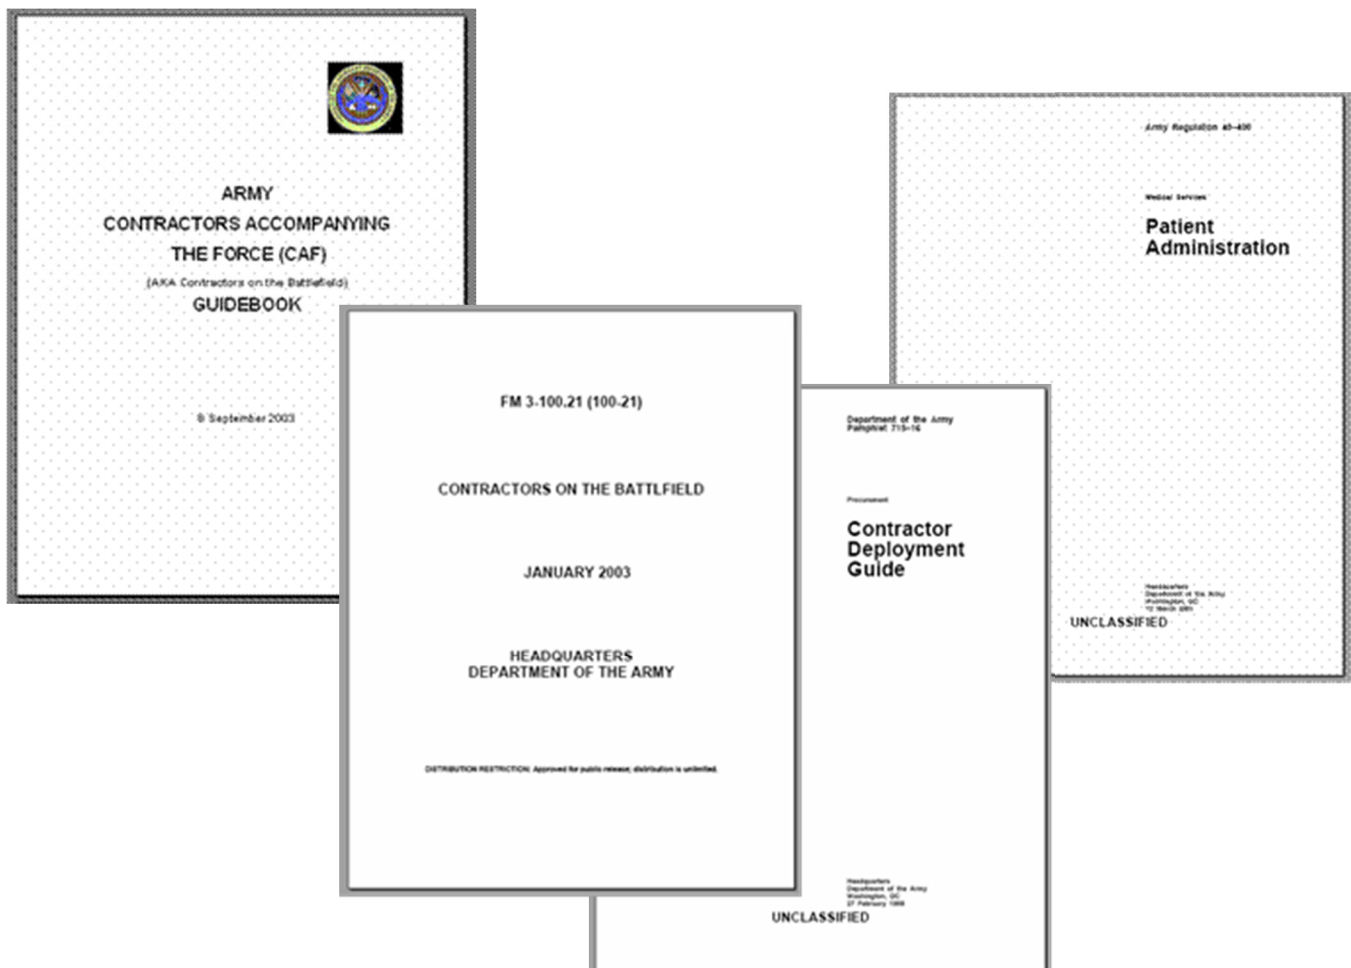 ARMY
CONTRACTORS ACCOMPANYING
THE FORCE (CAF)
(AKA Contractors on the Battlefield)
GUIDEBOOK
8 September 2003
FM 3-100.21 (100-21)
CONTRACTORS ON THE BATTLFIELD
JANUARY 2003
HEADQUARTERS
DEPARTMENT OF THE ARMY
DISTRIBUTION RESTRICTION: Approved for public release; distribution is unlimited.
Department of the Army
Pamphlet 715–16
Procurement
Contractor
Deployment
Guide
Headquarters
Department of the Army
Washington, DC
27 February 1998
UNCLASSIFIED
Army Regulation 40–400
Medical Services
Patient
Administration
Headquarters
Department of the Army
Washington, DC
UNCLASSIFIED